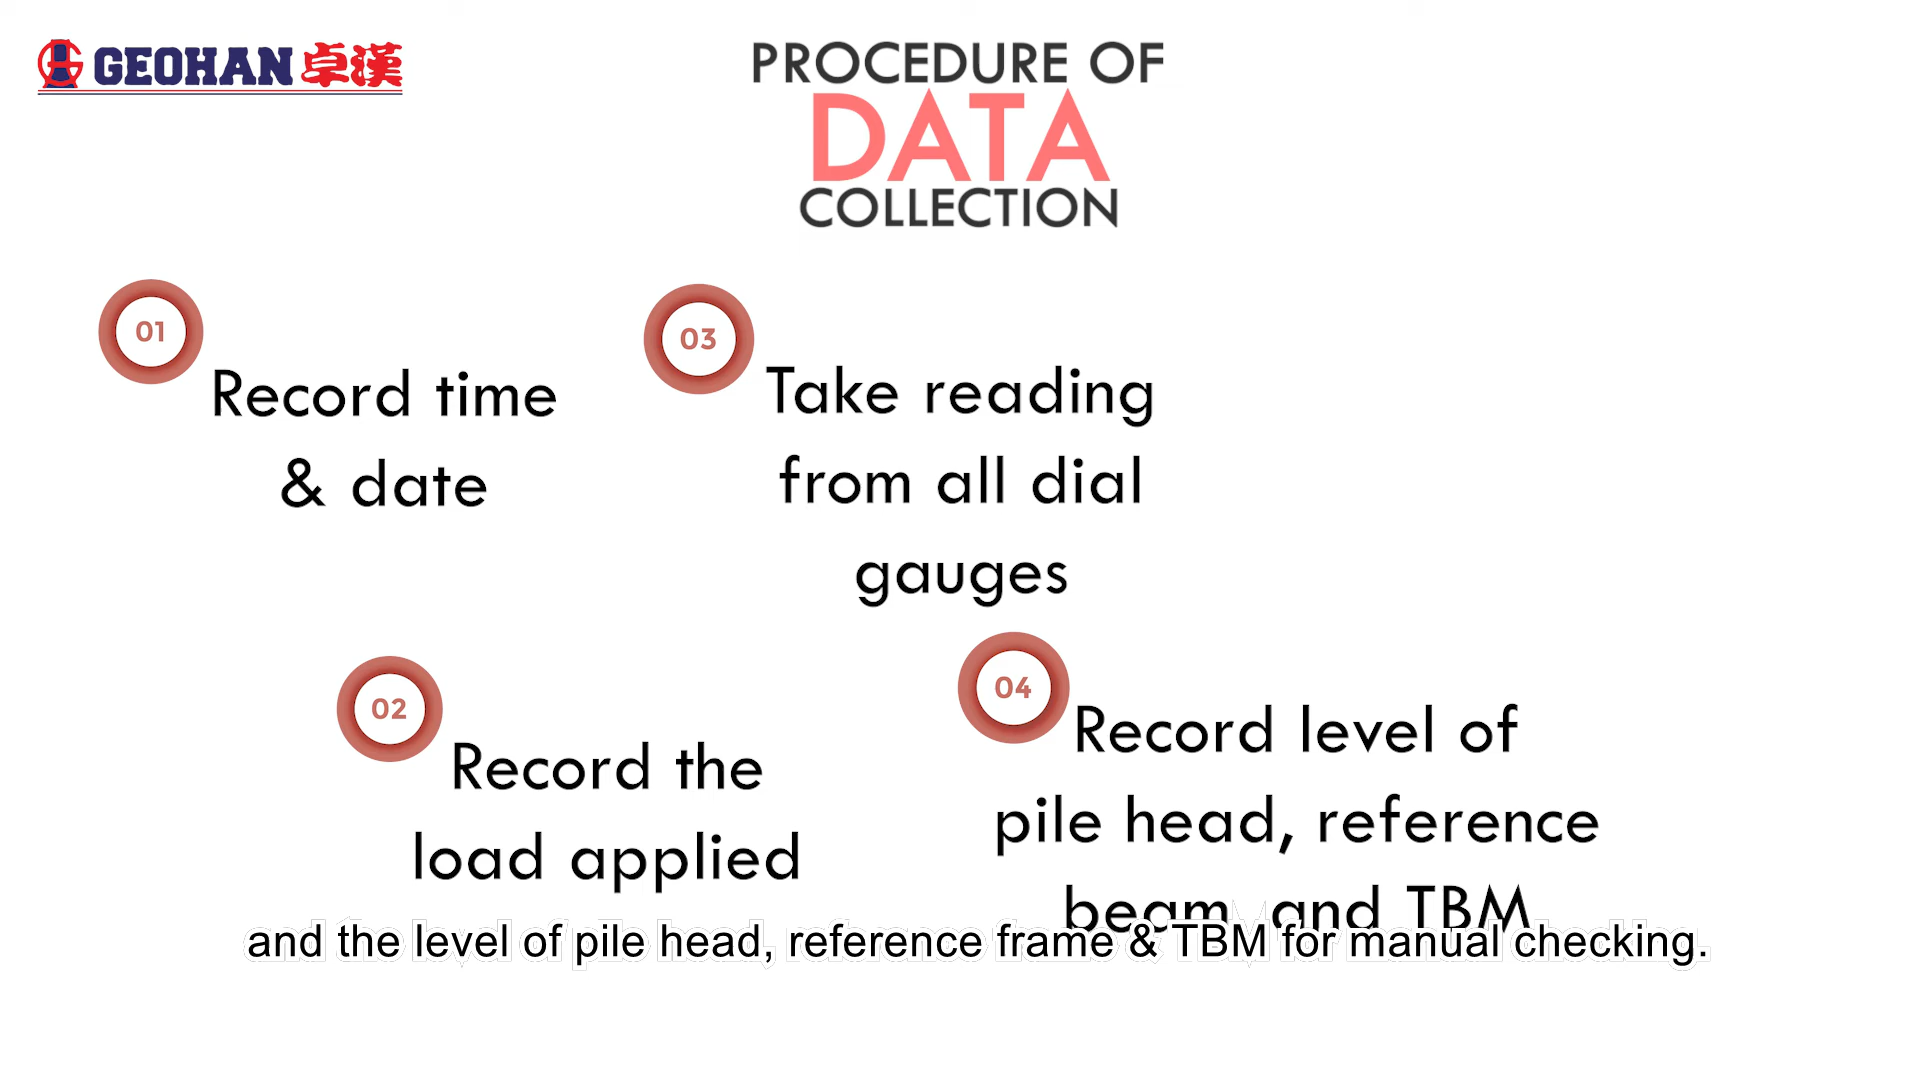 GEOHAN 卓漢
PROCEDURE OF
DATA
COLLECTION
01
Record time
& date
02
Record the
load applied
03
Take reading
from all dial
gauges
04
Record level of
pile head, reference
beam and TBM
and the level of pile head, reference frame & TBM for manual checking.